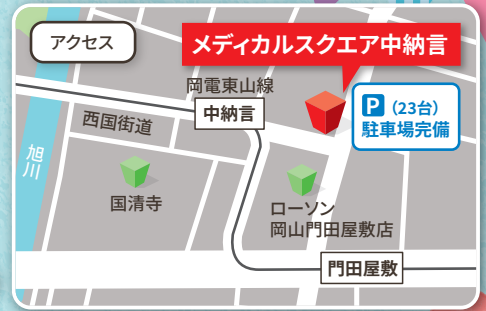 アクセス
メディカルスクエア中納言
岡電東山線
中納言
P (23台)
駐車場完備
西国街道
旭川
国清寺
ローソン
岡山門田屋敷店
門田屋敷